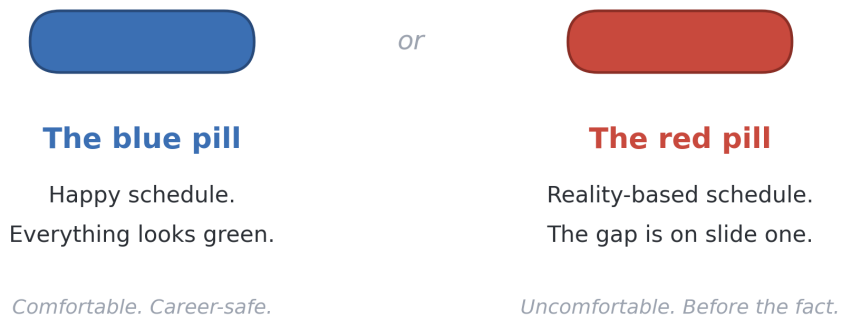 or
The blue pill
Happy schedule.
Everything looks green.
Comfortable. Career-safe.
The red pill
Reality-based schedule.
The gap is on slide one.
Uncomfortable. Before the fact.